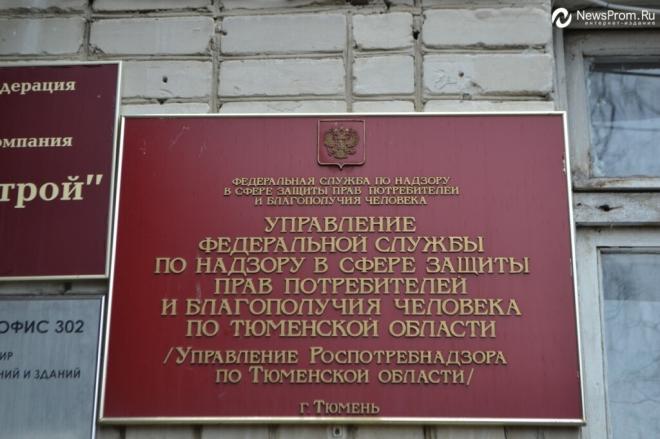 NewsProm.Ru
интернет-издание
дерация
омпания
трой"
ОФИС 302
ИР
НИЙ И ЗДАНИЙ
ФЕДЕРАЛЬНАЯ СЛУЖБА ПО НАДЗОРУ
В СФЕРЕ ЗАЩИТЫ ПРАВ ПОТРЕБИТЕЛЕЙ
И БЛАГОПОЛУЧИЯ ЧЕЛОВЕКА
УПРАВЛЕНИЕ
ФЕДЕРАЛЬНОЙ СЛУЖБЫ
ПО НАДЗОРУ В СФЕРЕ ЗАЩИТЫ
ПРАВ ПОТРЕБИТЕЛЕЙ
И БЛАГОПОЛУЧИЯ ЧЕЛОВЕКА
ПО ТЮМЕНСКОЙ ОБЛАСТИ
/УПРАВЛЕНИЕ РОСПОТРЕБНАДЗОРА
ПО ТЮМЕНСКОЙ ОБЛАСТИ/
Г. ТЮМЕНЬ